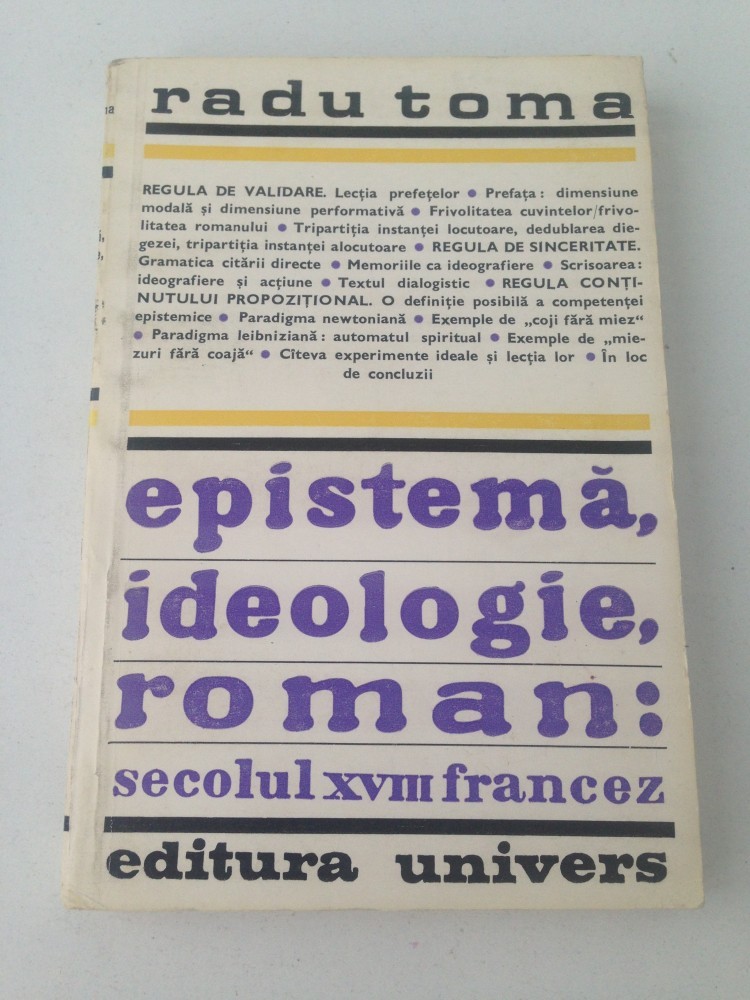 radu toma
REGULA DE VALIDARE. Lecția prefețelor ● Prefața: dimensiune
modală și dimensiune performativă ● Frivolitatea cuvintelor/frivo-
litatea romanului ● Tripartiția instanței locutoare, dedublarea die-
gezei, tripartiția instanței alocutoare ● REGULA DE SINCERITATE.
Gramatica citării directe ● Memoriile ca ideografiere ● Scrisoarea:
ideografiere și acțiune ● Textul dialogistic ● REGULA CONȚI-
NUTULUI PROPOZIȚIONAL. O definiție posibilă a competenței
epistemice ● Paradigma newtoniană ● Exemple de „coji fără miez“
● Paradigma leibniziană: automatul spiritual ● Exemple de „mie-
zuri fără coajă“ ● Cîteva experimente ideale și lecția lor ● În loc
de concluzii
epistemă,
ideologie,
roman:
secolul XVIII francez
editura univers